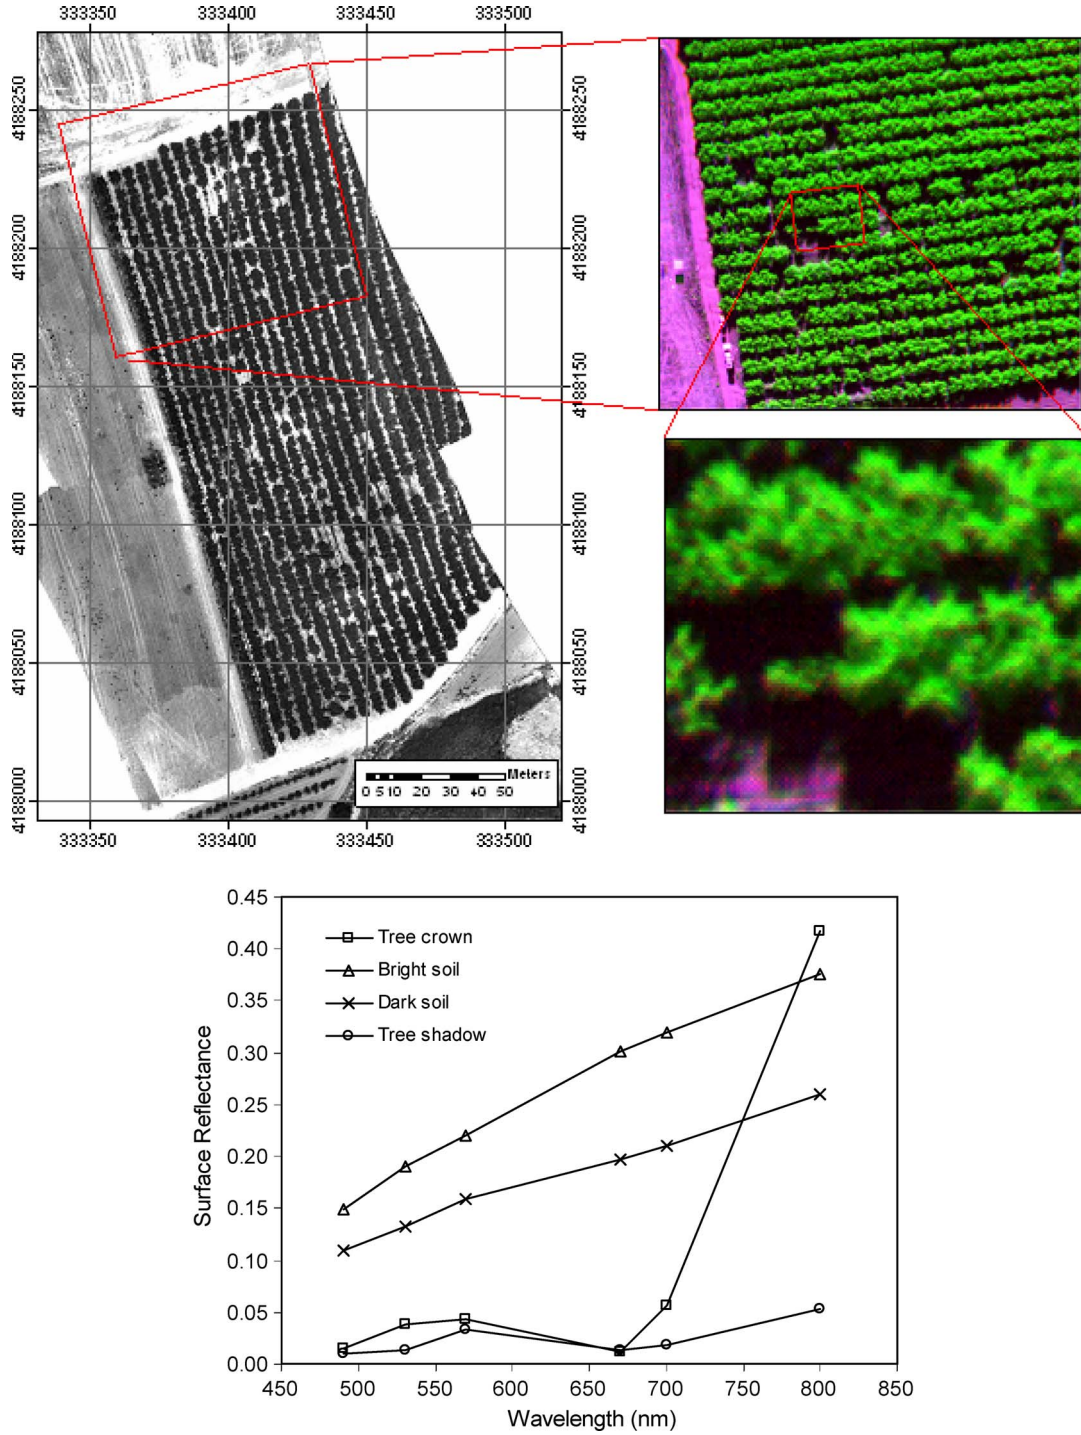 333350 333400 333450 333500
4188250
4188200
4188150
4188100
4188050
4188000
4188250
4188200
4188150
4188100
4188050
4188000
Meters
0 5 10 20 30 40 50
333350 333400 333450 333500
0.45
0.40
0.35
0.30
0.25
0.20
0.15
0.10
0.05
0.00
Surface Reflectance
Tree crown
Bright soil
Dark soil
Tree shadow
450 500 550 600 650 700 750 800 850
Wavelength (nm)